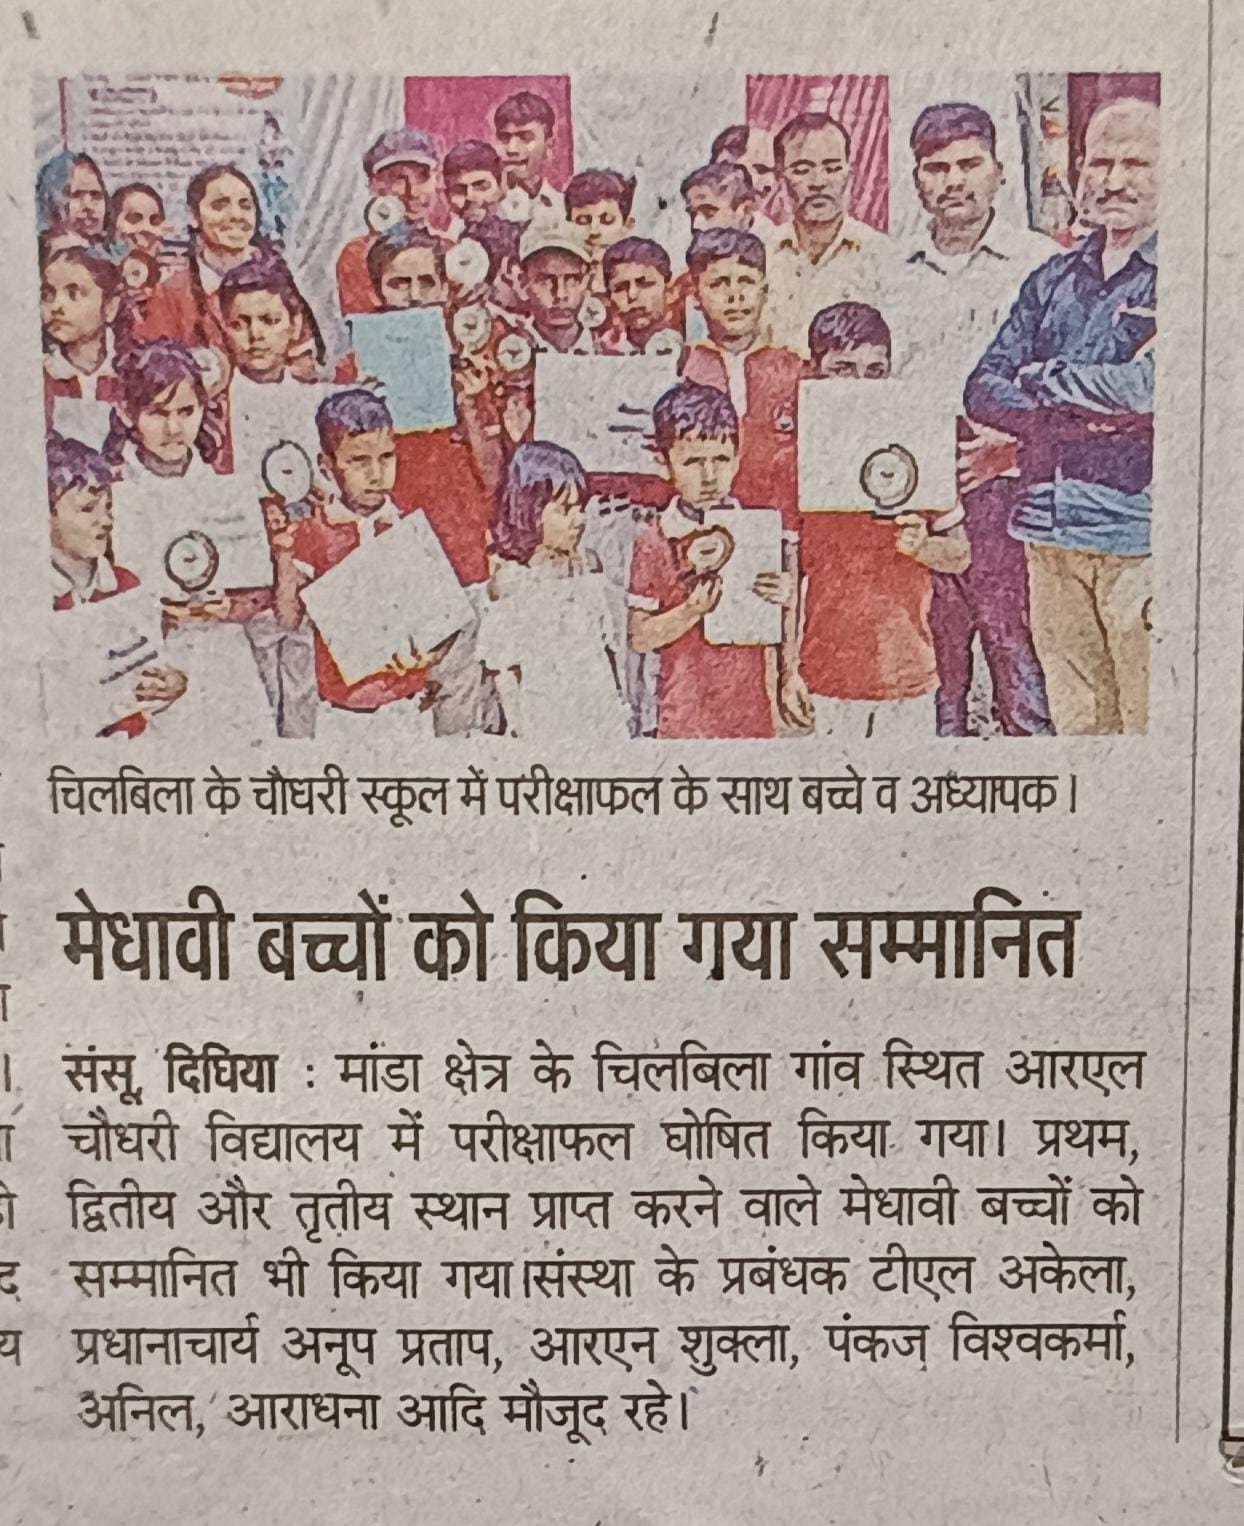 चिलबिला के चौधरी स्कूल में परीक्षाफल के साथ बच्चे व अध्यापक।
मेधावी बच्चों को किया गया सम्मानित
संसू, दिघिया : मांडा क्षेत्र के चिलबिला गांव स्थित आरएल
चौधरी विद्यालय में परीक्षाफल घोषित किया गया। प्रथम,
द्वितीय और तृतीय स्थान प्राप्त करने वाले मेधावी बच्चों को
सम्मानित भी किया गया।संस्था के प्रबंधक टीएल अकेला,
प्रधानाचार्य अनूप प्रताप, आरएन शुक्ला, पंकज विश्वकर्मा,
अनिल, आराधना आदि मौजूद रहे।